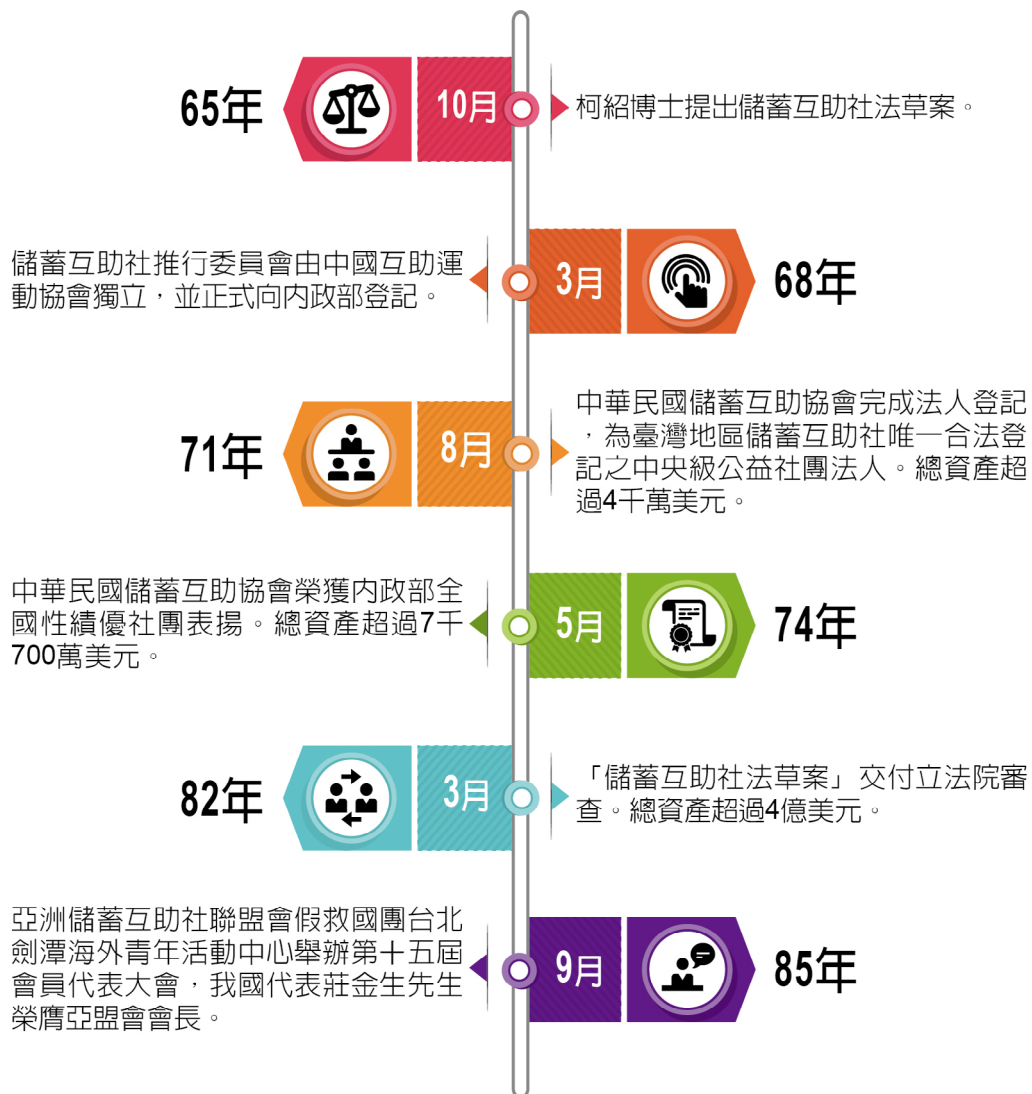 65年
10月
柯紹博士提出儲蓄互助社法草案。
儲蓄互助社推行委員會由中國互助運
動協會獨立，並正式向內政部登記。
3月
68年
71年
8月
中華民國儲蓄互助協會完成法人登記
，為臺灣地區儲蓄互助社唯一合法登
記之中央級公益社團法人。總資產超
過4千萬美元。
中華民國儲蓄互助協會榮獲內政部全
國性績優社團表揚。總資產超過7千
700萬美元。
5月
74年
82年
3月
「儲蓄互助社法草案」交付立法院審
查。總資產超過4億美元。
亞洲儲蓄互助社聯盟會假救國團台北
劍潭海外青年活動中心舉辦第十五屆
會員代表大會，我國代表莊金生先生
榮膺亞盟會會長。
9月
85年